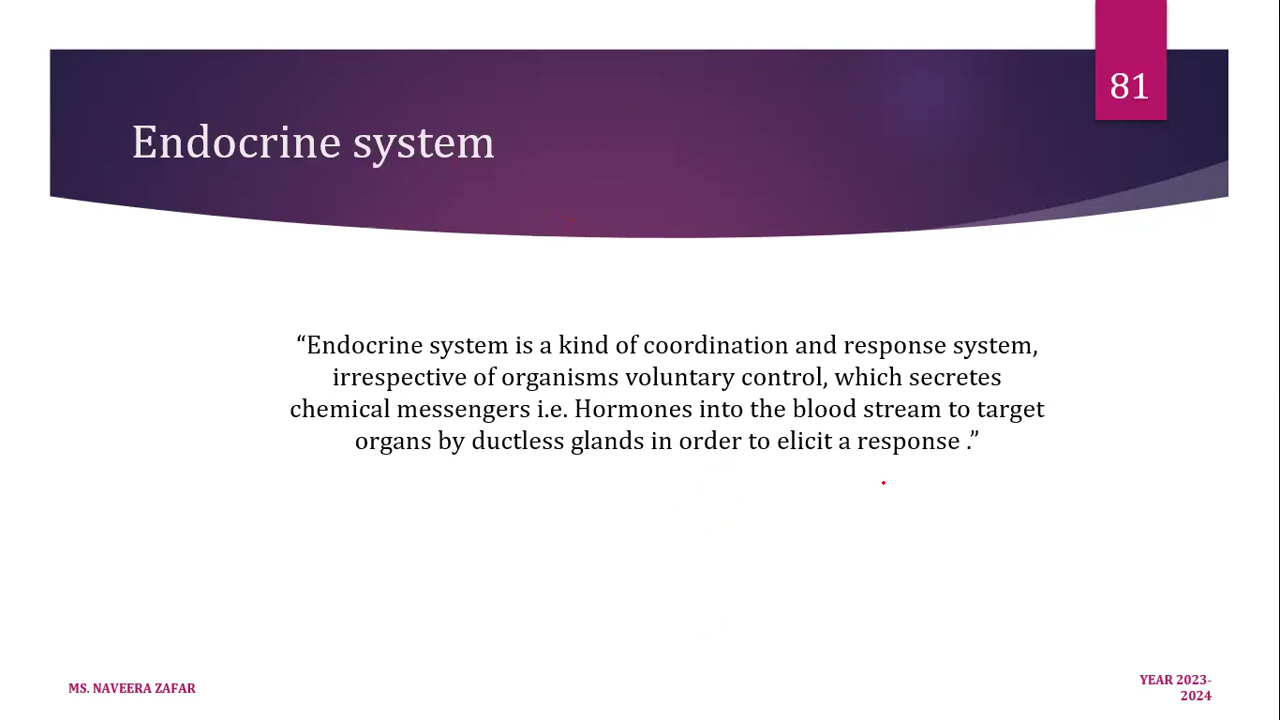 81
Endocrine system
“Endocrine system is a kind of coordination and response system,
irrespective of organisms voluntary control, which secretes
chemical messengers i.e. Hormones into the blood stream to target
organs by ductless glands in order to elicit a response .”
MS. NAVEERA ZAFAR
YEAR 2023-
2024